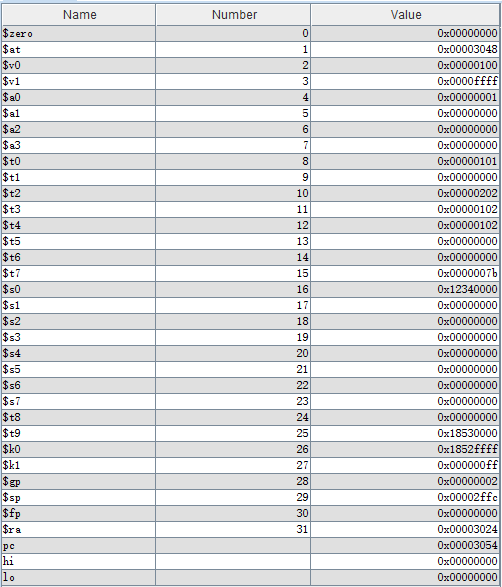 Name Number Value
$zero 0 0x00000000
$at 1 0x00003048
$v0 2 0x00000100
$v1 3 0x0000ffff
$a0 4 0x00000001
$a1 5 0x00000000
$a2 6 0x00000000
$a3 7 0x00000000
$t0 8 0x00000101
$t1 9 0x00000000
$t2 10 0x00000202
$t3 11 0x00000102
$t4 12 0x00000102
$t5 13 0x00000000
$t6 14 0x00000000
$t7 15 0x0000007b
$s0 16 0x12340000
$s1 17 0x00000000
$s2 18 0x00000000
$s3 19 0x00000000
$s4 20 0x00000000
$s5 21 0x00000000
$s6 22 0x00000000
$s7 23 0x00000000
$t8 24 0x00000000
$t9 25 0x18530000
$k0 26 0x1852ffff
$k1 27 0x000000ff
$gp 28 0x00000002
$sp 29 0x00002ffc
$fp 30 0x00000000
$ra 31 0x00003024
pc 0x00003054
hi 0x00000000
lo 0x00000000